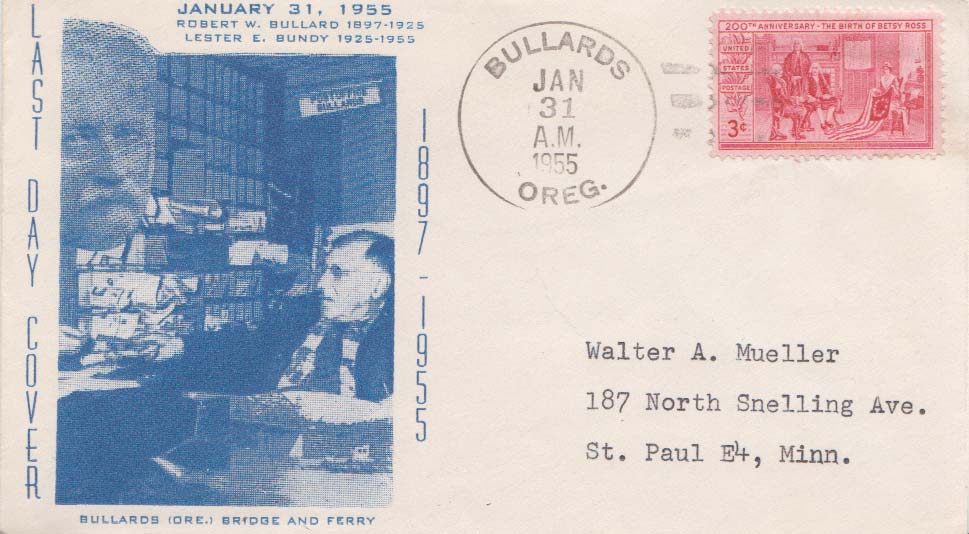 JANUARY 31, 1955
ROBERT W. BULLARD 1897-1925
LESTER E. BUNDY 1925-1955
LAST DAY COVER
1897-1955
BULLARDS (ORE.) BRIDGE AND FERRY
BULLARDS
JAN
31
A.M.
1955
OREG.
200TH ANNIVERSARY - THE BIRTH OF BETSY ROSS
UNITED
STATES
POSTAGE
3¢
Walter A. Mueller
187 North Snelling Ave.
St. Paul E4, Minn.